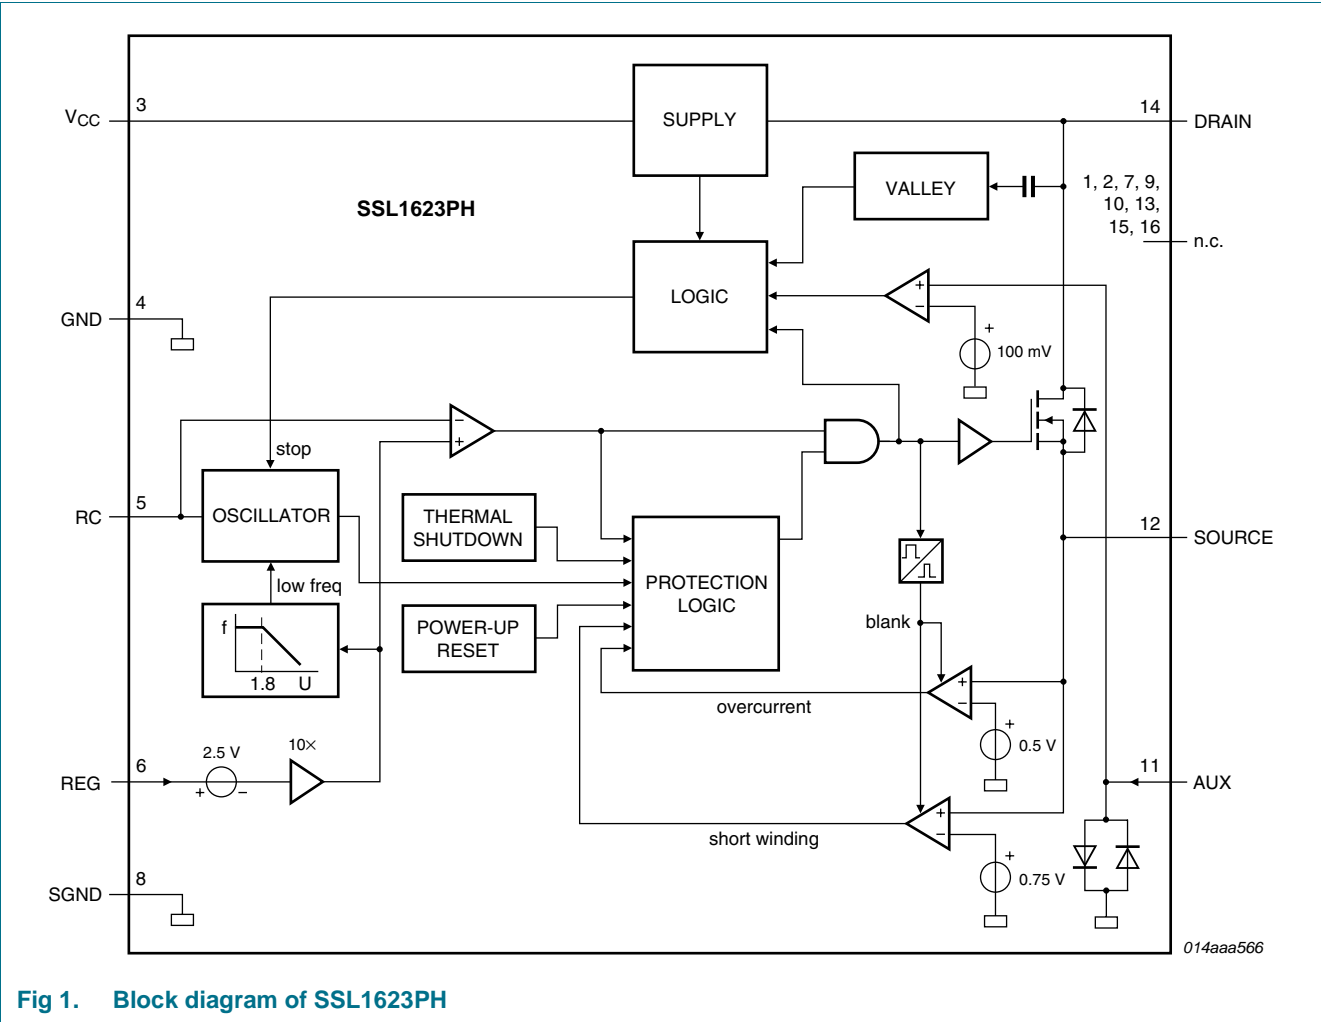 VCC
3
SUPPLY
14
DRAIN
VALLEY
1, 2, 7, 9,
10, 13,
15, 16
n.c.
SSL1623PH
LOGIC
+
−
+
100 mV
4
GND
stop
−
+
5
RC
OSCILLATOR
THERMAL
SHUTDOWN
12
SOURCE
low freq
PROTECTION
LOGIC
f
1.8 U
POWER-UP
RESET
blank
+
−
overcurrent
+
0.5 V
6
REG
2.5 V
+ −
10×
11
AUX
+
−
short winding
+
0.75 V
8
SGND
014aaa566
Fig 1. Block diagram of SSL1623PH